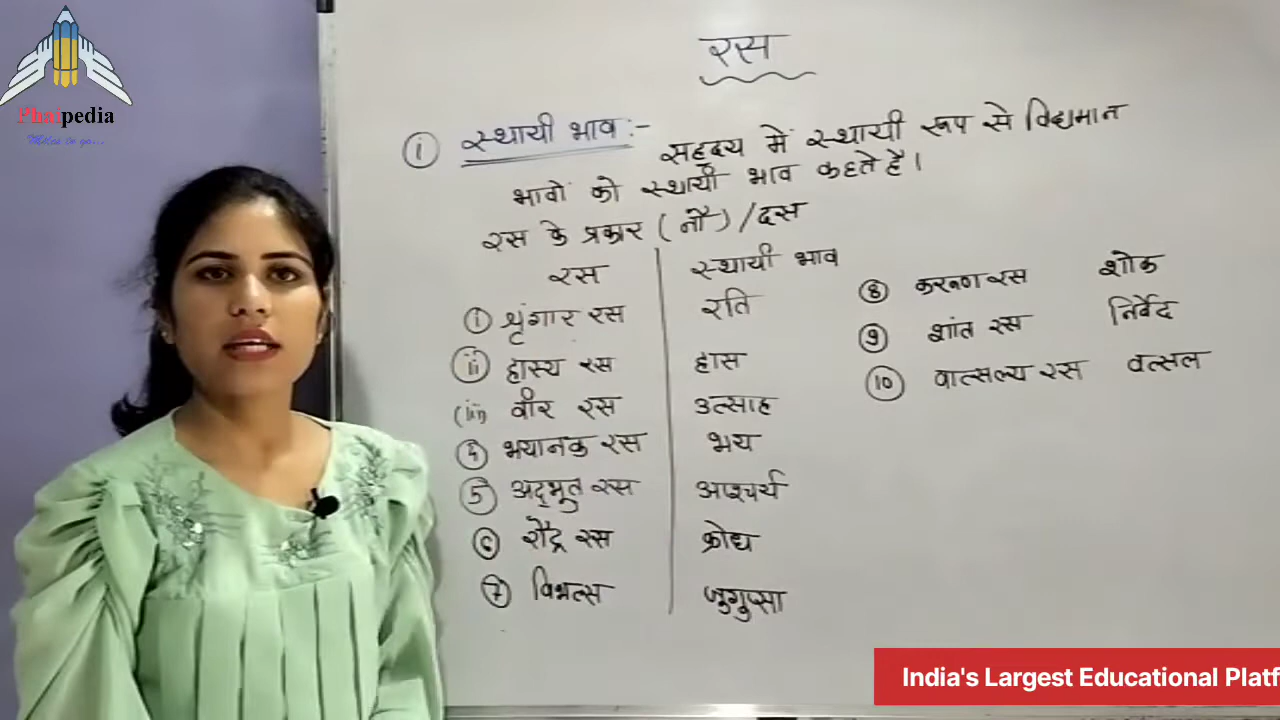 Phatpedia
रस
① स्थायी भाव :-
सहृदय में स्थायी रूप से विद्यमान
भावों को स्थायी भाव कहते हैं।
रस के प्रकार (नौ) / दस
रस स्थायी भाव
(i) श्रृंगार रस रति
(ii) हास्य रस हास
(iii) वीर रस उत्साह
④ भयानक रस भय
⑤ अद्भुत रस आश्चर्य
⑥ रौद्र रस क्रोध
⑦ विभत्स जुगुप्सा
⑧ करूण रस शोक
⑨ शांत रस निर्वेद
⑩ वात्सल्य रस वत्सल
India's Largest Educational Platf